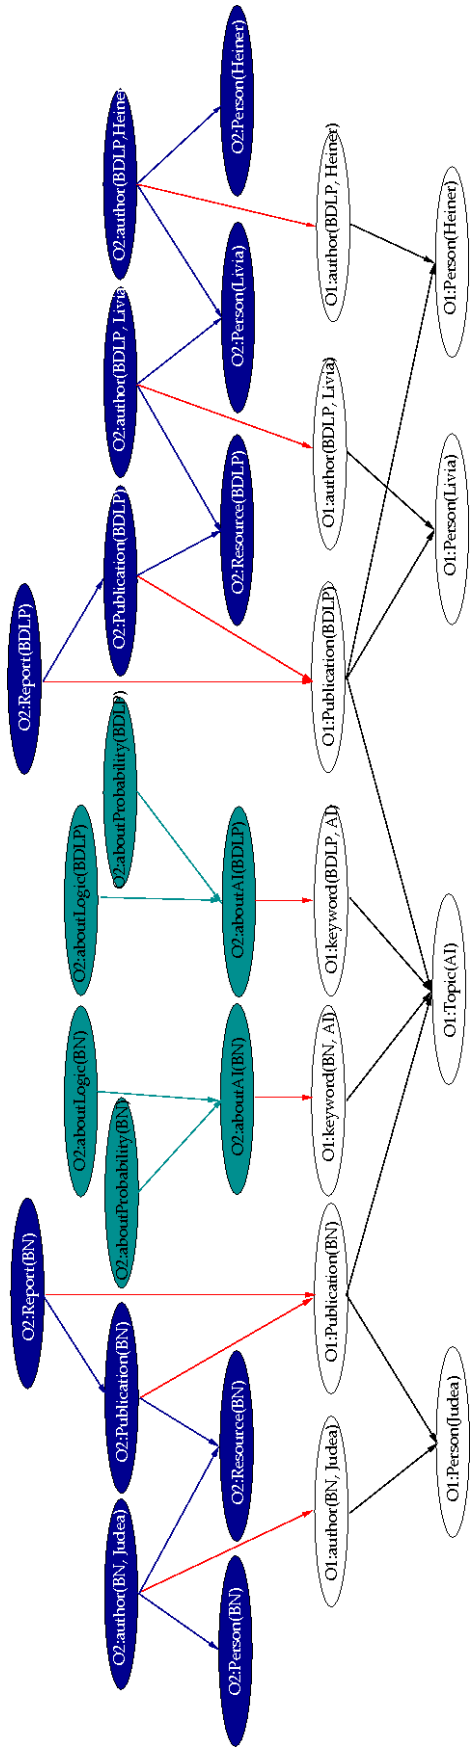 O2:Report(BN)
O2:Report(BDLP)
O2:aboutLogic(BN)
O2:aboutLogic(BDLP)
O2:author(BN, Judea)
O2:Publication(BN)
O2:aboutProbability(BN)
O2:aboutProbability(BDLP)
O2:Publication(BDLP)
O2:author(BDLP, Livia)
O2:author(BDLP,Heiner
O2:Person(BN)
O2:Resource(BN)
O2:aboutAI(BN)
O2:aboutAI(BDLP)
O2:Resource(BDLP)
O2:Person(Livia)
O2:Person(Heiner)
O1:author(BN, Judea)
O1:Publication(BN)
O1:keyword(BN, AI)
O1:keyword(BDLP, AI)
O1:Publication(BDLP)
O1:author(BDLP, Livia)
O1:author(BDLP, Heiner)
O1:Person(Judea)
O1:Topic(AI)
O1:Person(Livia)
O1:Person(Heiner)